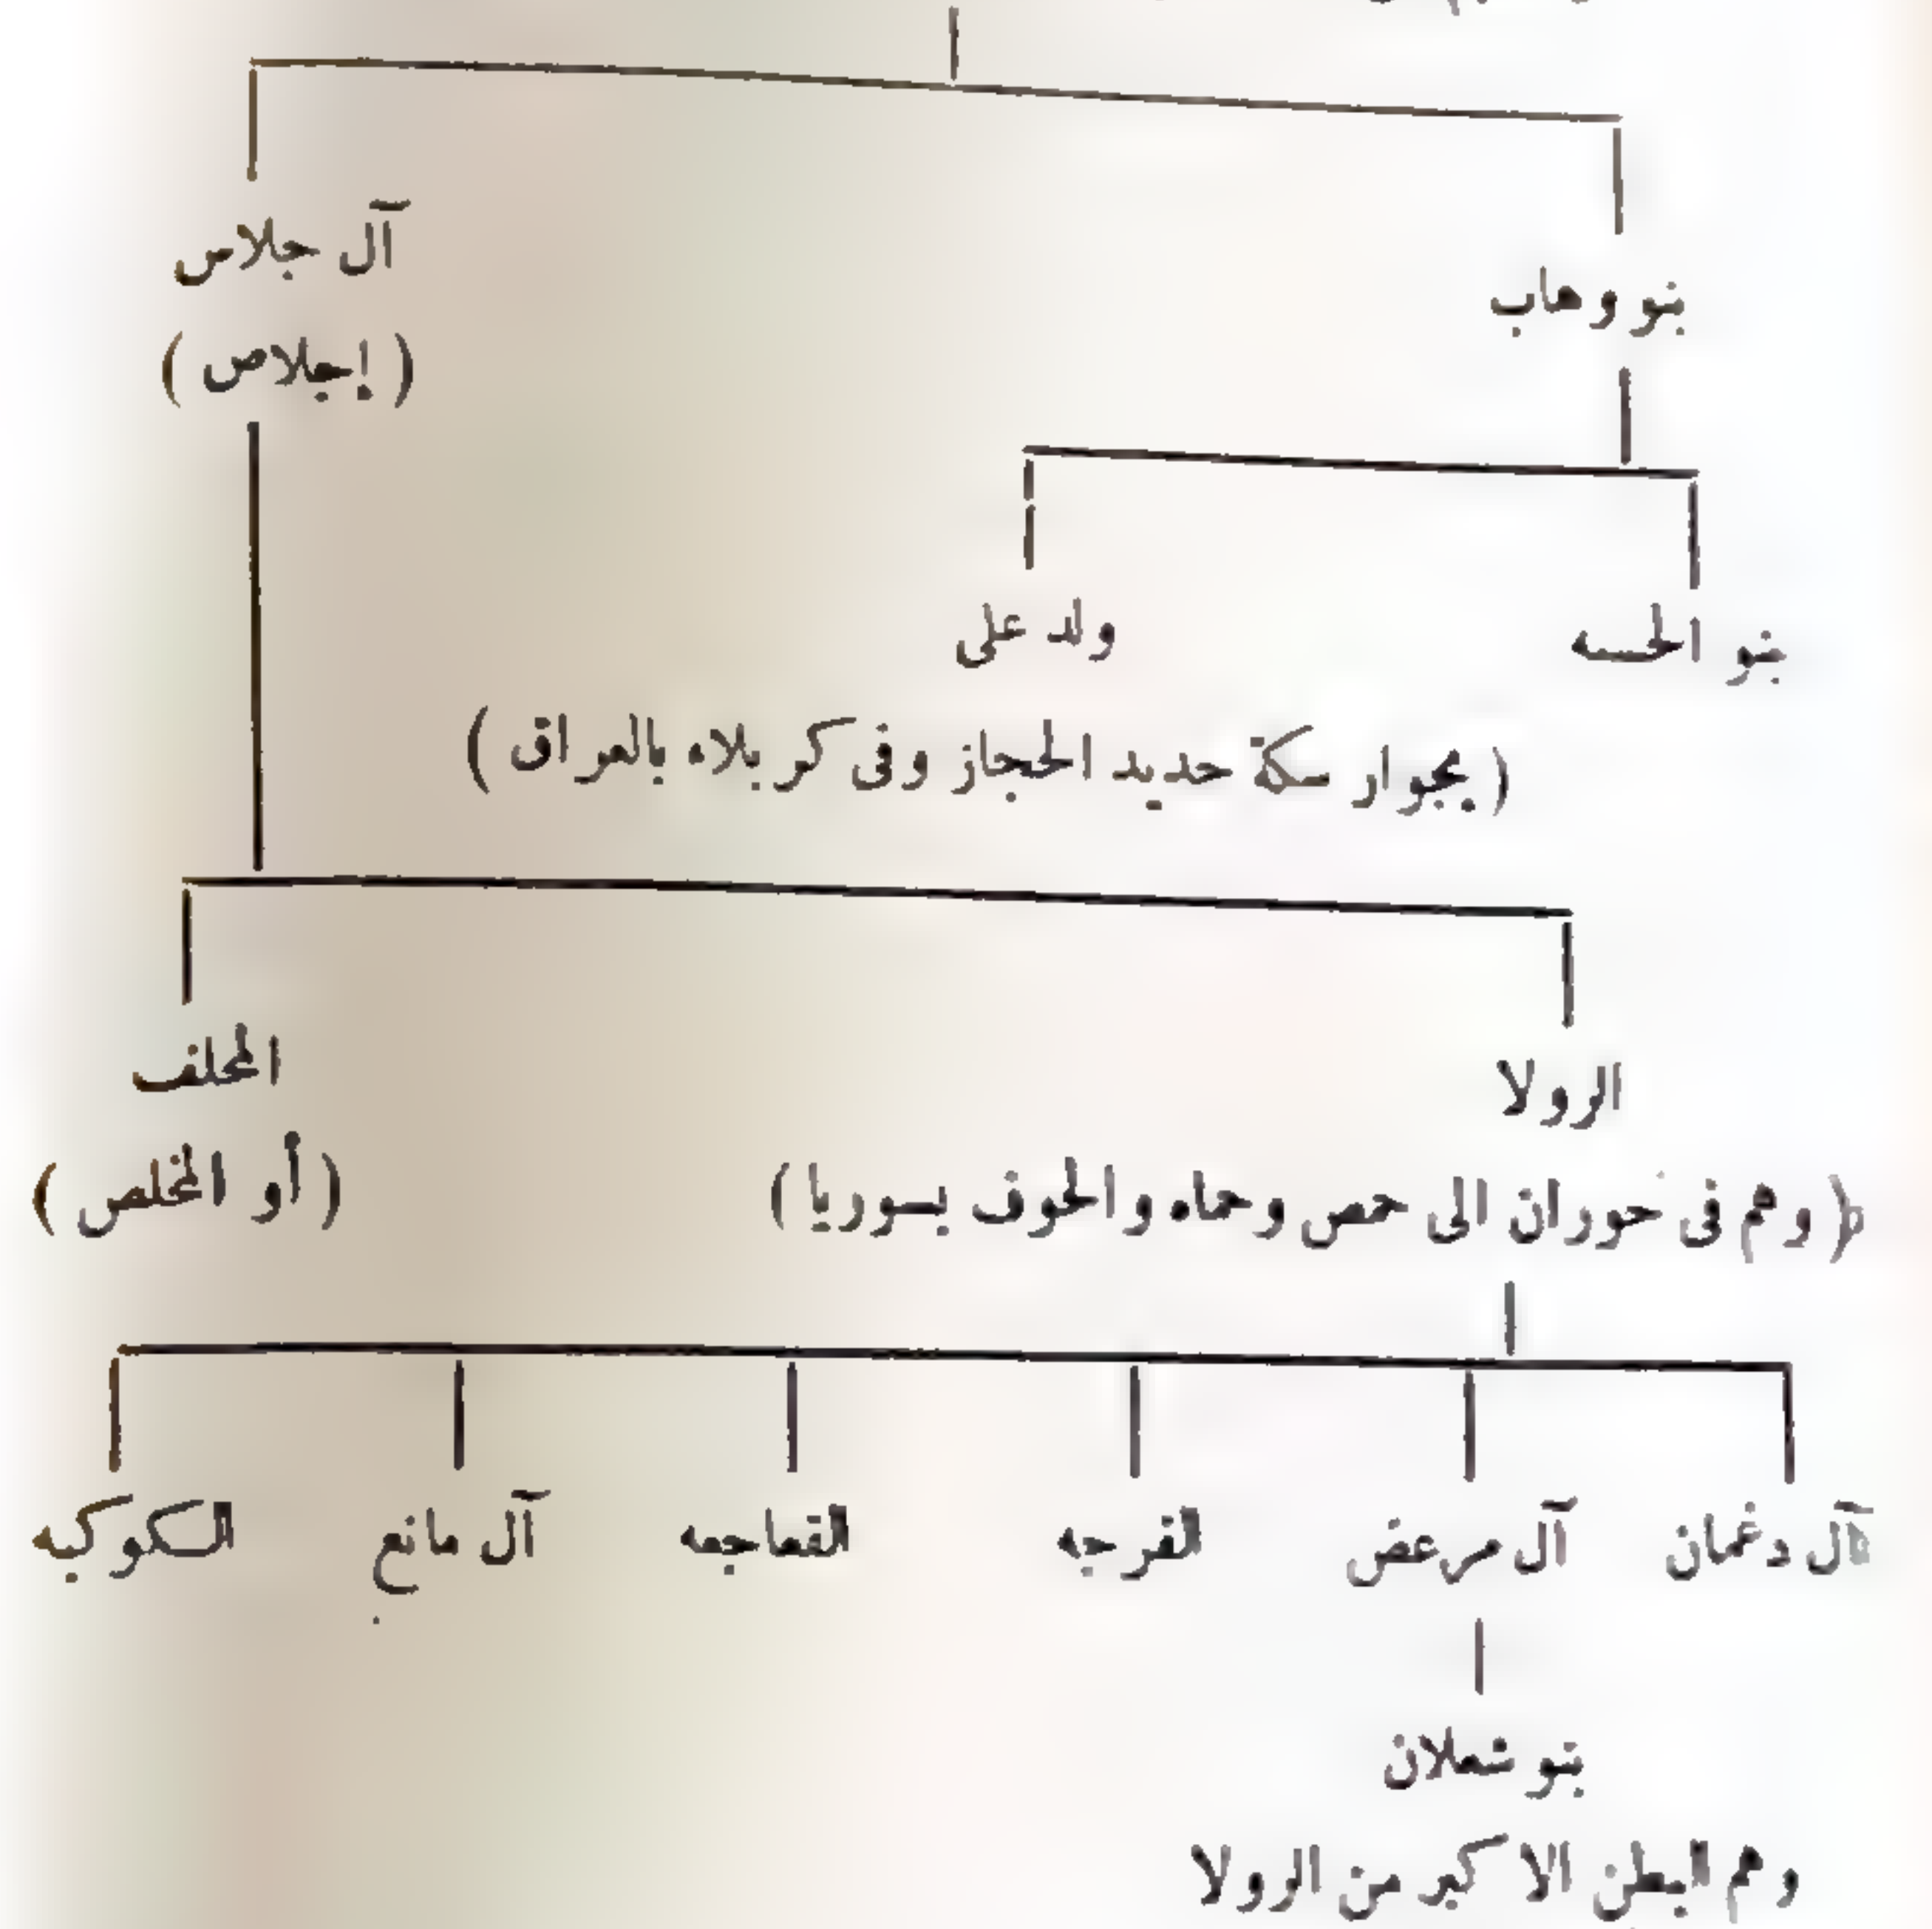 بنو وهاب
آل جلاس
( إجلاص )
بنو الحسنه
ولد على
( بجوار سكة حديد الحجاز وفى كربلاء بالعراق )
الرولا
المحلف
( وهم فى حوران الى حمص وحماه والجوف بسوريا )
( أو المخلص )
آل دغمان
آل مرعض
الفرجه
القعاجعه
آل مانع
الكوكبه
بنو شعلان
وهم البطن الاكبر من الرولا